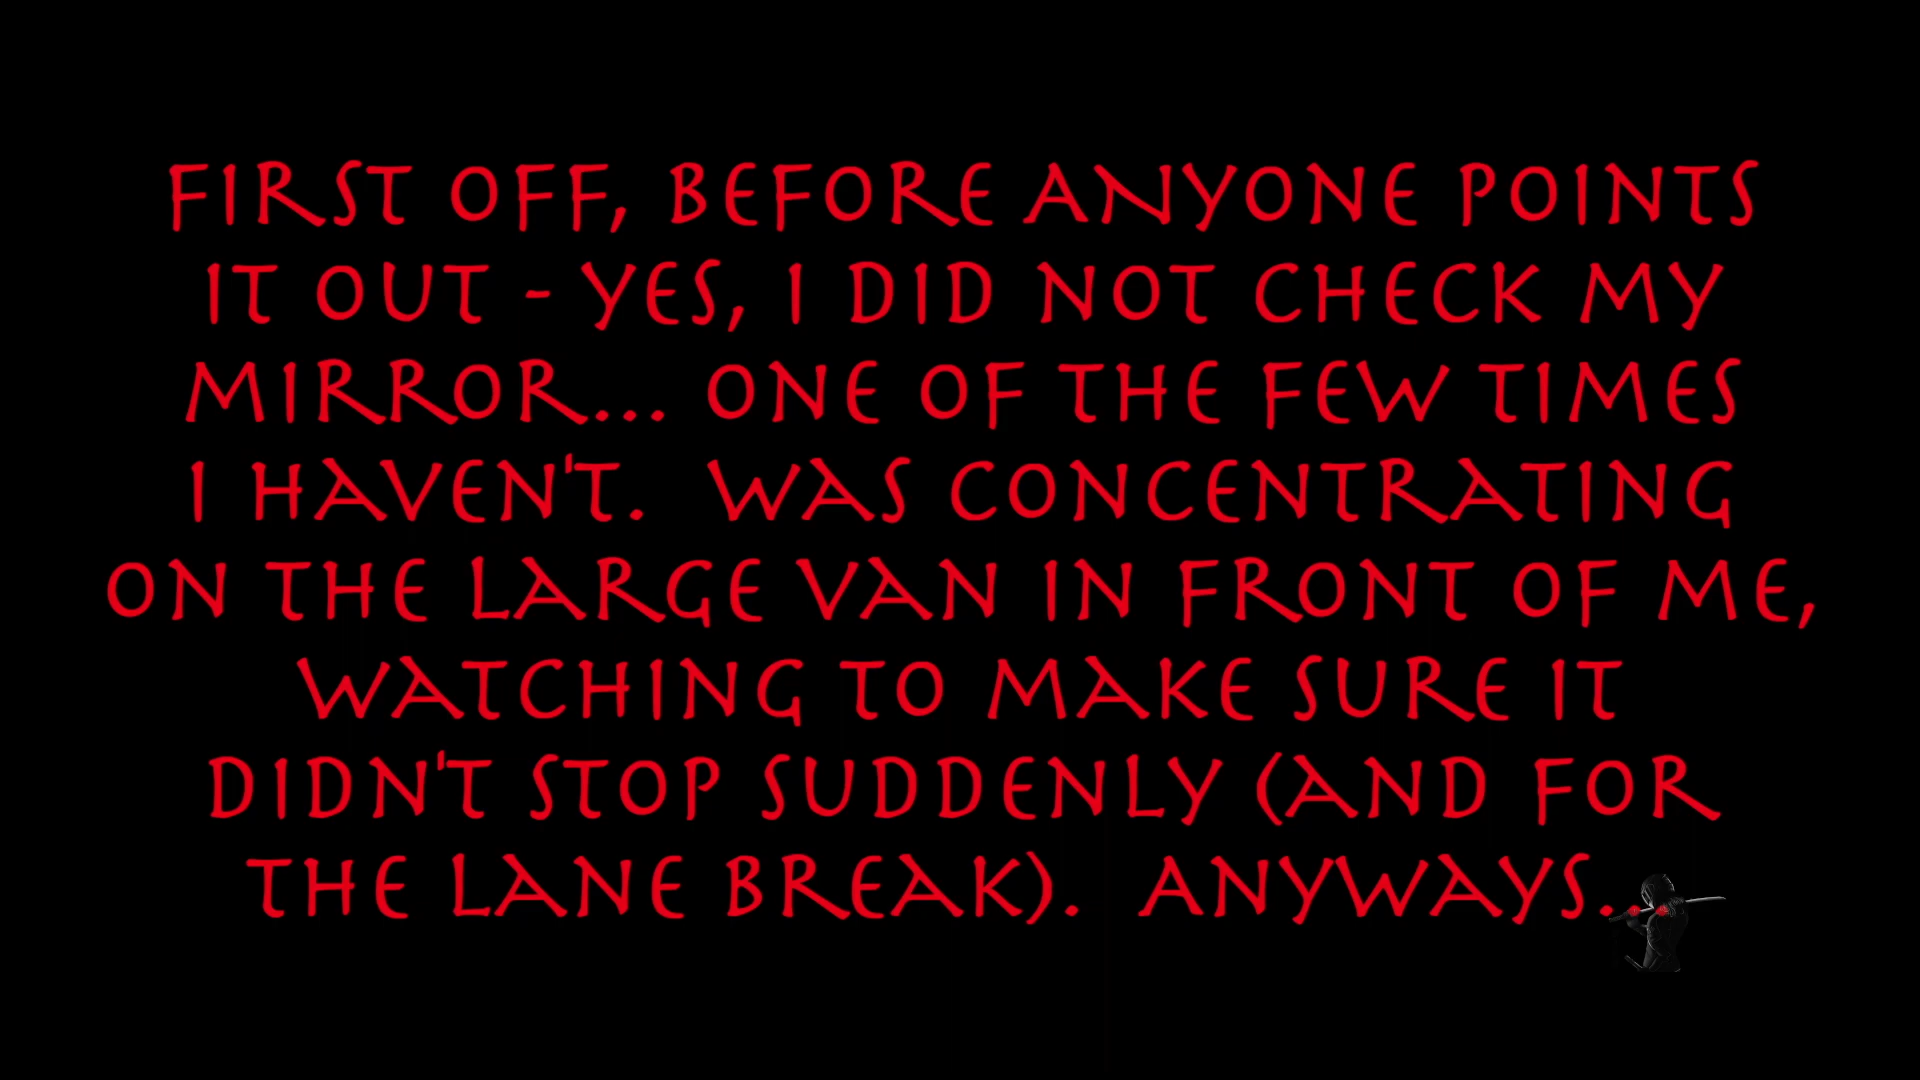 FIRST OFF, BEFORE ANYONE POINTS
IT OUT - YES, I DID NOT CHECK MY
MIRROR... ONE OF THE FEW TIMES
I HAVEN'T.  WAS CONCENTRATING
ON THE LARGE VAN IN FRONT OF ME,
WATCHING TO MAKE SURE IT
DIDN'T STOP SUDDENLY (AND FOR
THE LANE BREAK).  ANYWAYS...